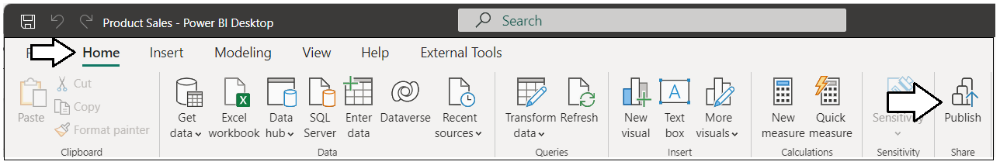 Product Sales - Power BI Desktop
Search
Home Insert Modeling View Help External Tools
Paste
Cut
Copy
Format painter
Clipboard
Get data
Excel workbook
Data hub
SQL Server
Enter data
Dataverse
Recent sources
Data
Transform data
Refresh
Queries
New visual
Text box
More visuals
Insert
New measure
Quick measure
Calculations
Sensitivity
Sensitivity
Publish
Share